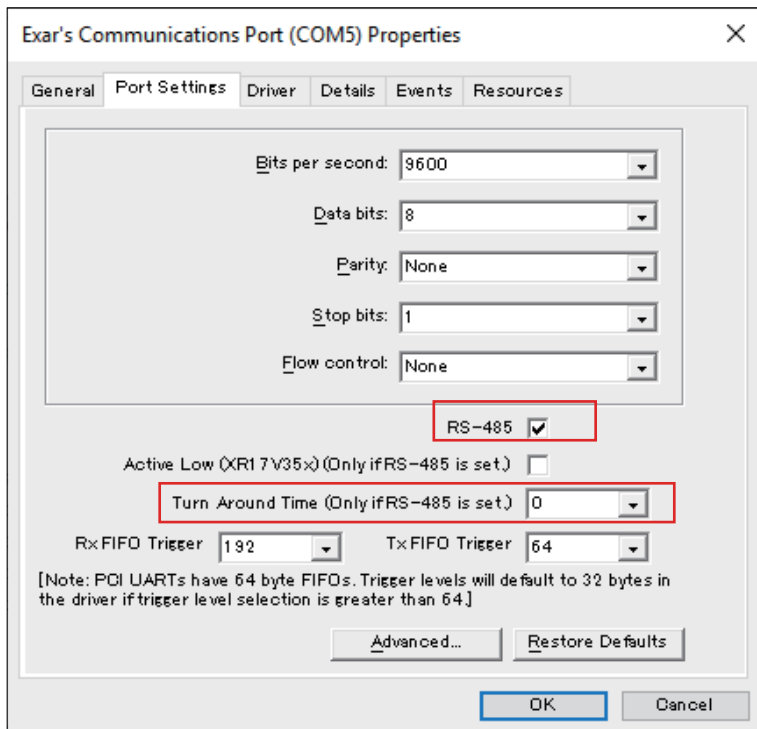 Exar's Communications Port (COM5) Properties
General Port Settings Driver Details Events Resources
Bits per second: 9600
Data bits: 8
Parity: None
Stop bits: 1
Flow control: None
RS-485
Active Low (XR17V35x) (Only if RS-485 is set.)
Turn Around Time (Only if RS-485 is set.) 0
Rx FIFO Trigger 192 Tx FIFO Trigger 64
[Note: PCI UARTs have 64 byte FIFOs. Trigger levels will default to 32 bytes in
the driver if trigger level selection is greater than 64.]
Advanced... Restore Defaults
OK Cancel